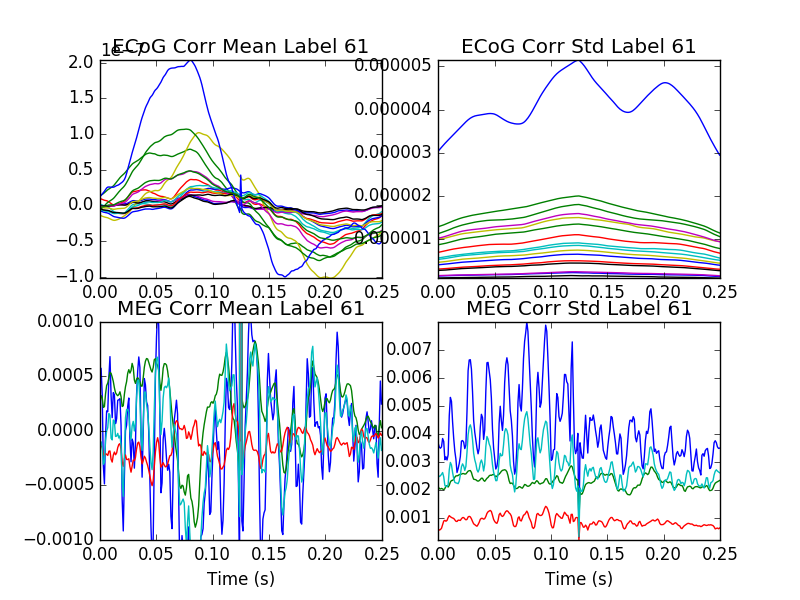 ECoG Corr Mean Label 61
1e−7
2.0
1.5
1.0
0.5
0.0
−0.5
−1.0
0.00 0.05 0.10 0.15 0.20 0.25
ECoG Corr Std Label 61
0.000005
0.000004
0.000003
0.000002
0.000001
0.00 0.05 0.10 0.15 0.20 0.25
MEG Corr Mean Label 61
0.0010
0.0005
0.0000
−0.0005
−0.0010
0.00 0.05 0.10 0.15 0.20 0.25
Time (s)
MEG Corr Std Label 61
0.007
0.006
0.005
0.004
0.003
0.002
0.001
0.00 0.05 0.10 0.15 0.20 0.25
Time (s)